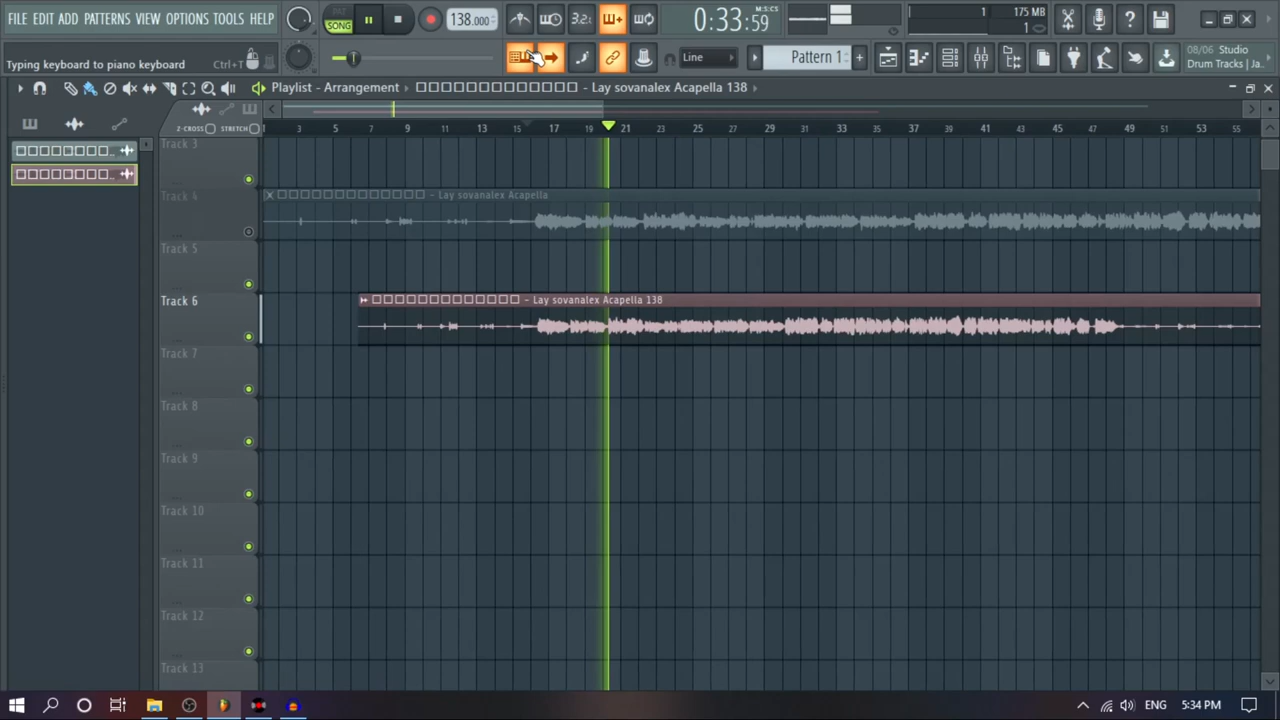 FILE EDIT ADD PATTERNS VIEW OPTIONS TOOLS HELP
PAT
SONG
138.000
3.2
0:33:59
M:S:CS
1
175 MB
0
Typing keyboard to piano keyboard
Ctrl+T
Line
Pattern 1
08/06 Studio
Drum Tracks | Ja
Playlist - Arrangement
- Lay sovanalex Acapella 138
Z-CROSS
STRETCH
3 5 7 9 11 13 15 17 19 21 23 25 27 29 31 33 35 37 39 41 43 45 47 49 51 53 55
Track 3
Track 4
- Lay sovanalex Acapella
Track 5
Track 6
- Lay sovanalex Acapella 138
Track 7
Track 8
Track 9
Track 10
Track 11
Track 12
Track 13
ENG
5:34 PM